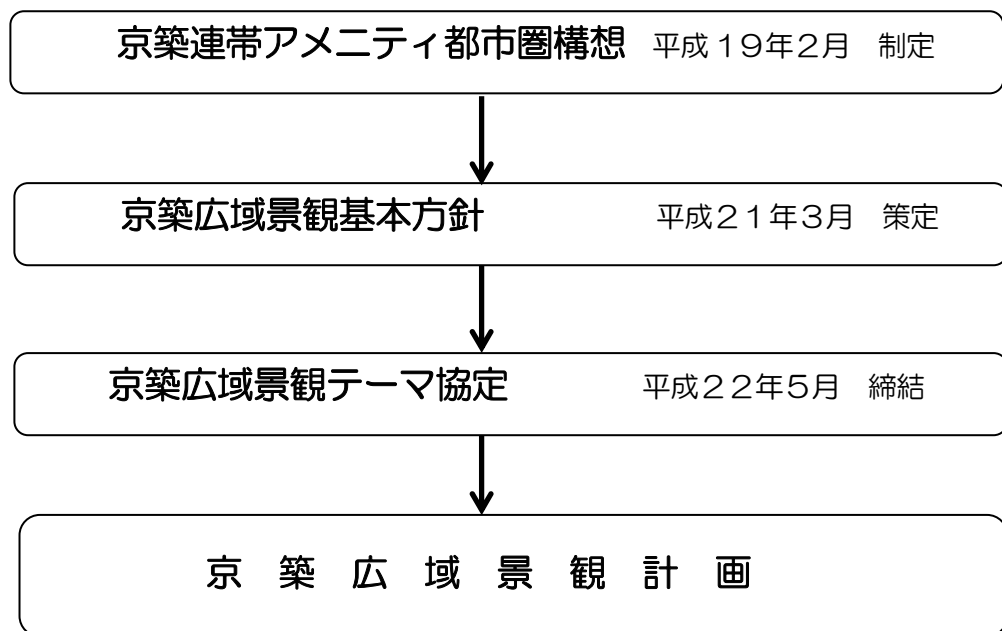 京築連帯アメニティ都市圏構想　平成１９年２月　制定
京築広域景観基本方針　平成２１年３月　策定
京築広域景観テーマ協定　平成２２年５月　締結
京　築　広　域　景　観　計　画